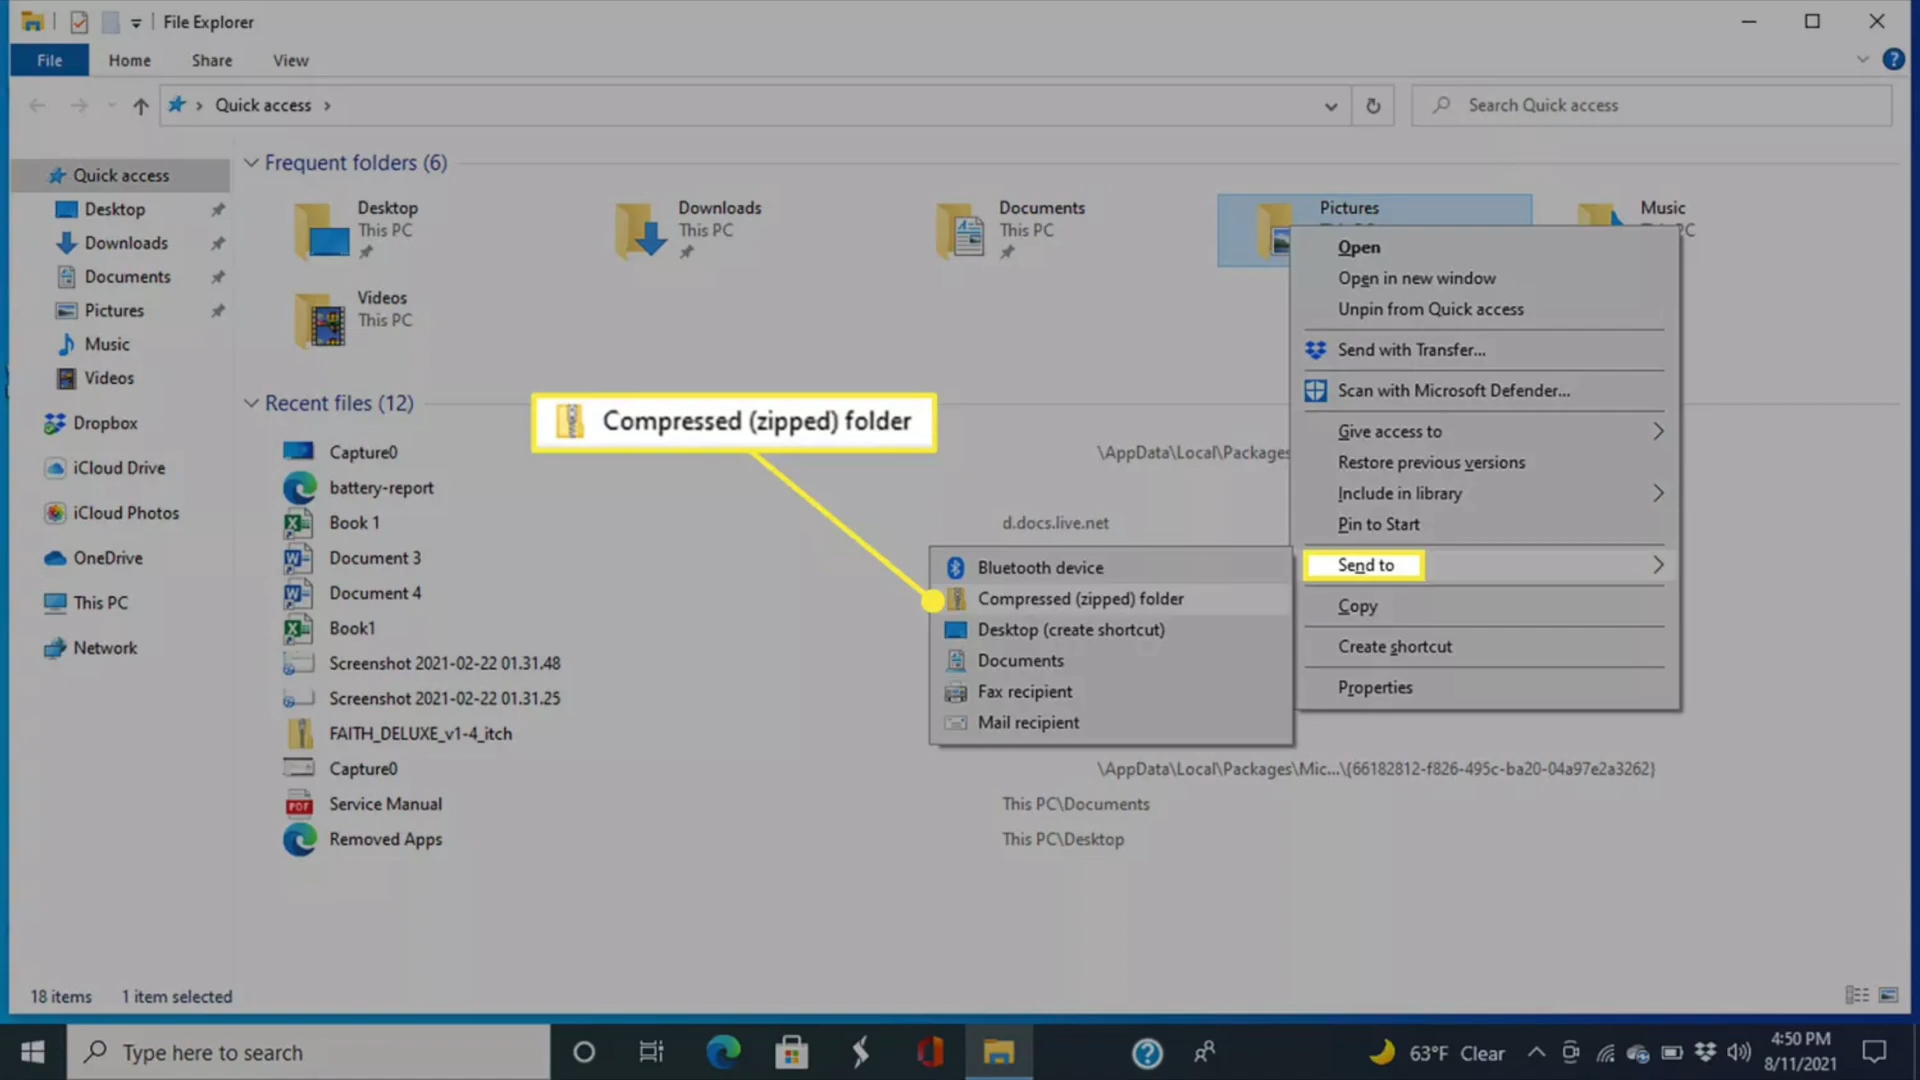 File Explorer
File Home Share View
Quick access
Search Quick access
Quick access
Desktop
Downloads
Documents
Pictures
Music
Videos
Dropbox
iCloud Drive
iCloud Photos
OneDrive
This PC
Network
Frequent folders (6)
Desktop
This PC
Downloads
This PC
Documents
This PC
Pictures
Music
Videos
This PC
Recent files (12)
Capture0
\AppData\Local\Packages
battery-report
Book 1
d.docs.live.net
Document 3
Document 4
Book1
Screenshot 2021-02-22 01.31.48
Screenshot 2021-02-22 01.31.25
FAITH_DELUXE_v1-4_itch
Capture0
\AppData\Local\Packages\Mic...\{66182812-f826-495c-ba20-04a97e2a3262}
Service Manual
This PC\Documents
Removed Apps
This PC\Desktop
Compressed (zipped) folder
Open
Open in new window
Unpin from Quick access
Send with Transfer...
Scan with Microsoft Defender...
Give access to
Restore previous versions
Include in library
Pin to Start
Send to
Copy
Create shortcut
Properties
Bluetooth device
Compressed (zipped) folder
Desktop (create shortcut)
Documents
Fax recipient
Mail recipient
18 items 1 item selected
Type here to search
63°F Clear
4:50 PM
8/11/2021